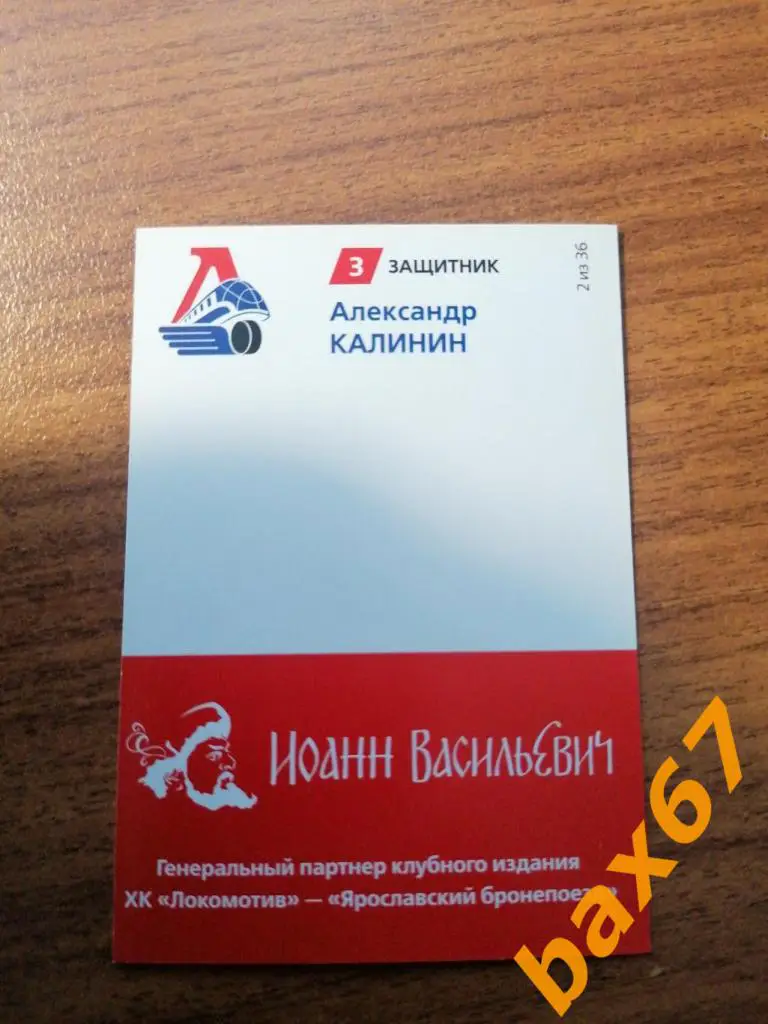 3 ЗАЩИТНИК
Александр
КАЛИНИН
2 из 36
ИОАНН ВАСИЛЬЕВИЧ
Генеральный партнер клубного издания
ХК «Локомотив» — «Ярославский бронепоезд»
bax67